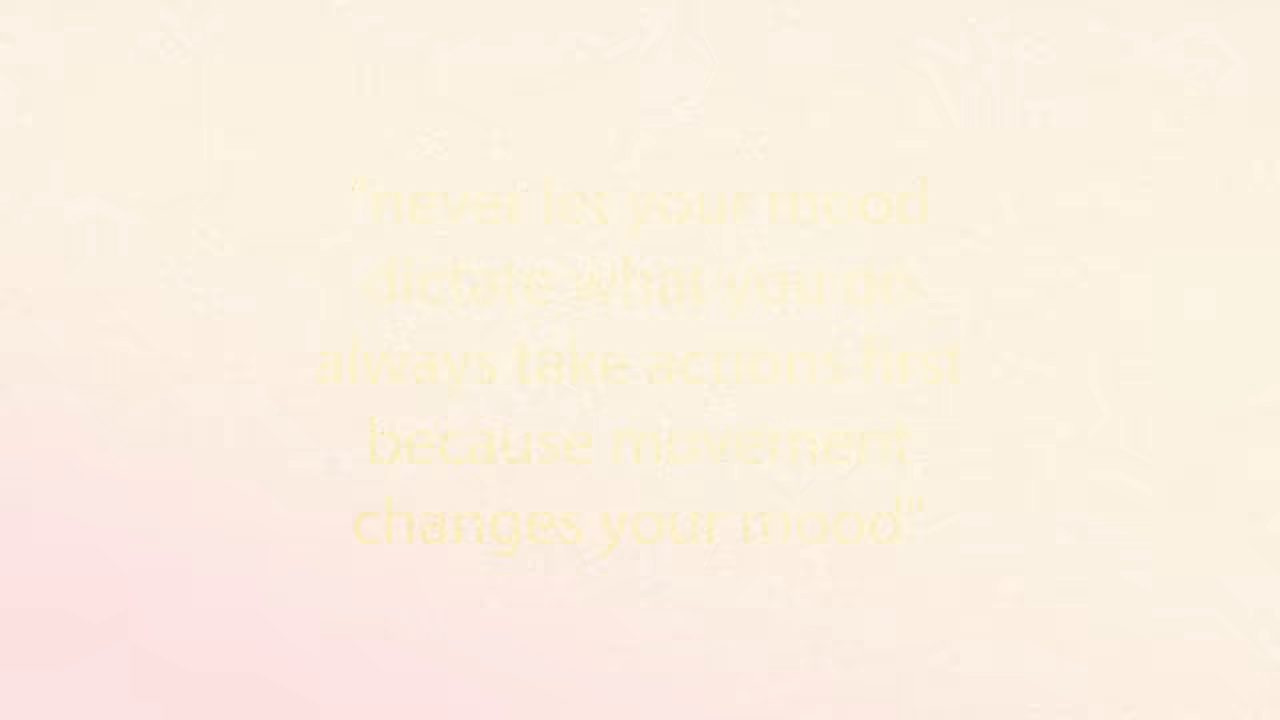 "never let your mood
dictate what you do
always take actions first
because movement
changes your mood"